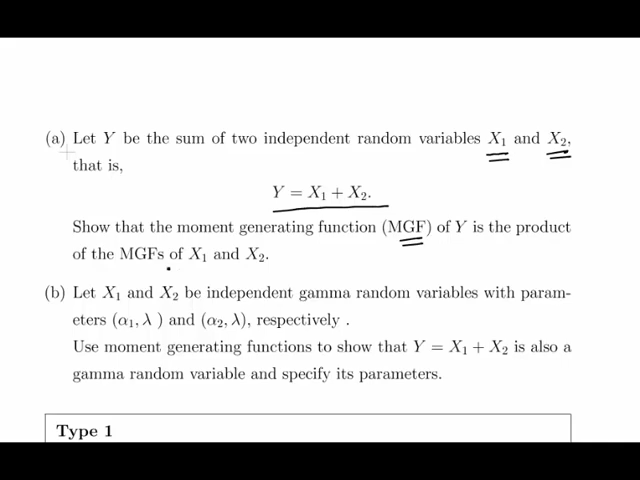 (a) Let Y be the sum of two independent random variables X₁ and X₂,
that is,
Y = X₁ + X₂.
Show that the moment generating function (MGF) of Y is the product
of the MGFs of X₁ and X₂.
(b) Let X₁ and X₂ be independent gamma random variables with param-
eters (α₁, λ ) and (α₂, λ), respectively .
Use moment generating functions to show that Y = X₁ + X₂ is also a
gamma random variable and specify its parameters.
Type 1